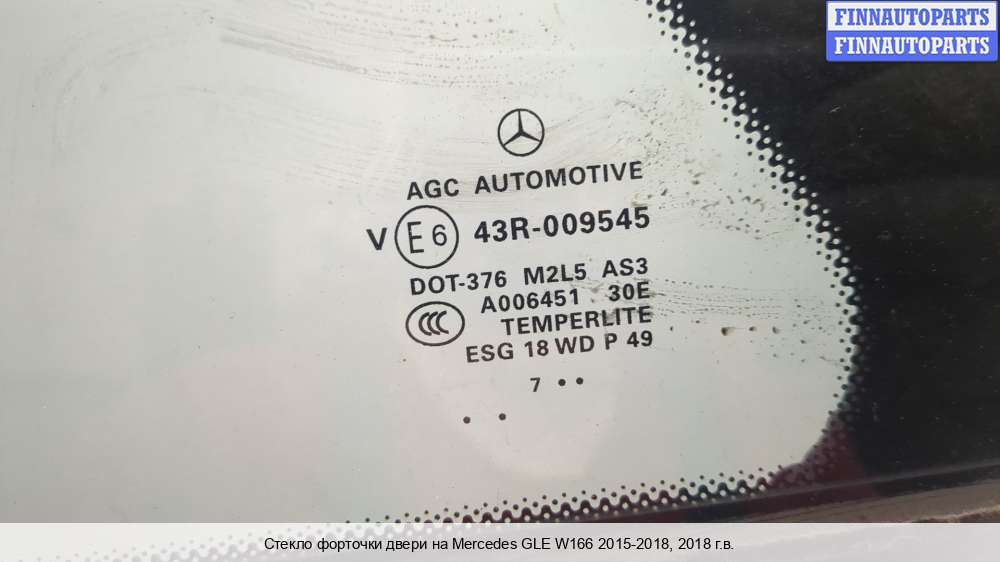 FINNAUTOPARTS
FINNAUTOPARTS
AGC AUTOMOTIVE
V E6 43R-009545
DOT-376 M2L5 AS3
A006451 30E
CCC
TEMPERLITE
ESG 18 WD P 49
7 ••
• •
Стекло форточки двери на Mercedes GLE W166 2015-2018, 2018 г.в.